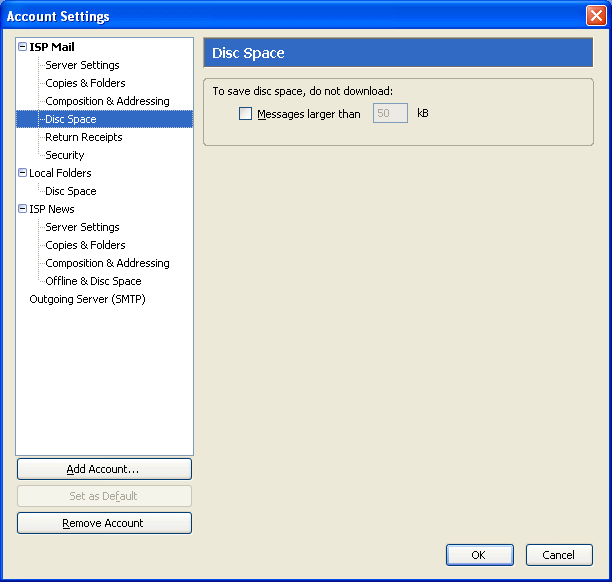 Account Settings
ISP Mail
Server Settings
Copies & Folders
Composition & Addressing
Disc Space
Return Receipts
Security
Local Folders
Disc Space
ISP News
Server Settings
Copies & Folders
Composition & Addressing
Offline & Disc Space
Outgoing Server (SMTP)
Add Account...
Set as Default
Remove Account
Disc Space
To save disc space, do not download:
Messages larger than 50 kB
OK
Cancel